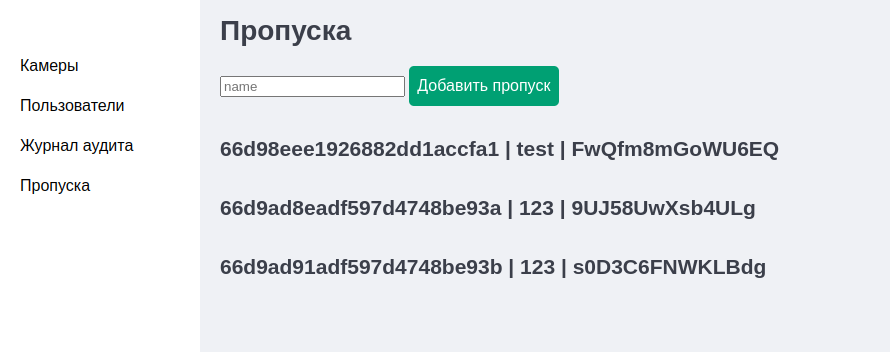 Пропуска
Камеры
Пользователи
Журнал аудита
Пропуска
name
Добавить пропуск
66d98eee1926882dd1accfa1 | test | FwQfm8mGoWU6EQ
66d9ad8eadf597d4748be93a | 123 | 9UJ58UwXsb4ULg
66d9ad91adf597d4748be93b | 123 | s0D3C6FNWKLBdg